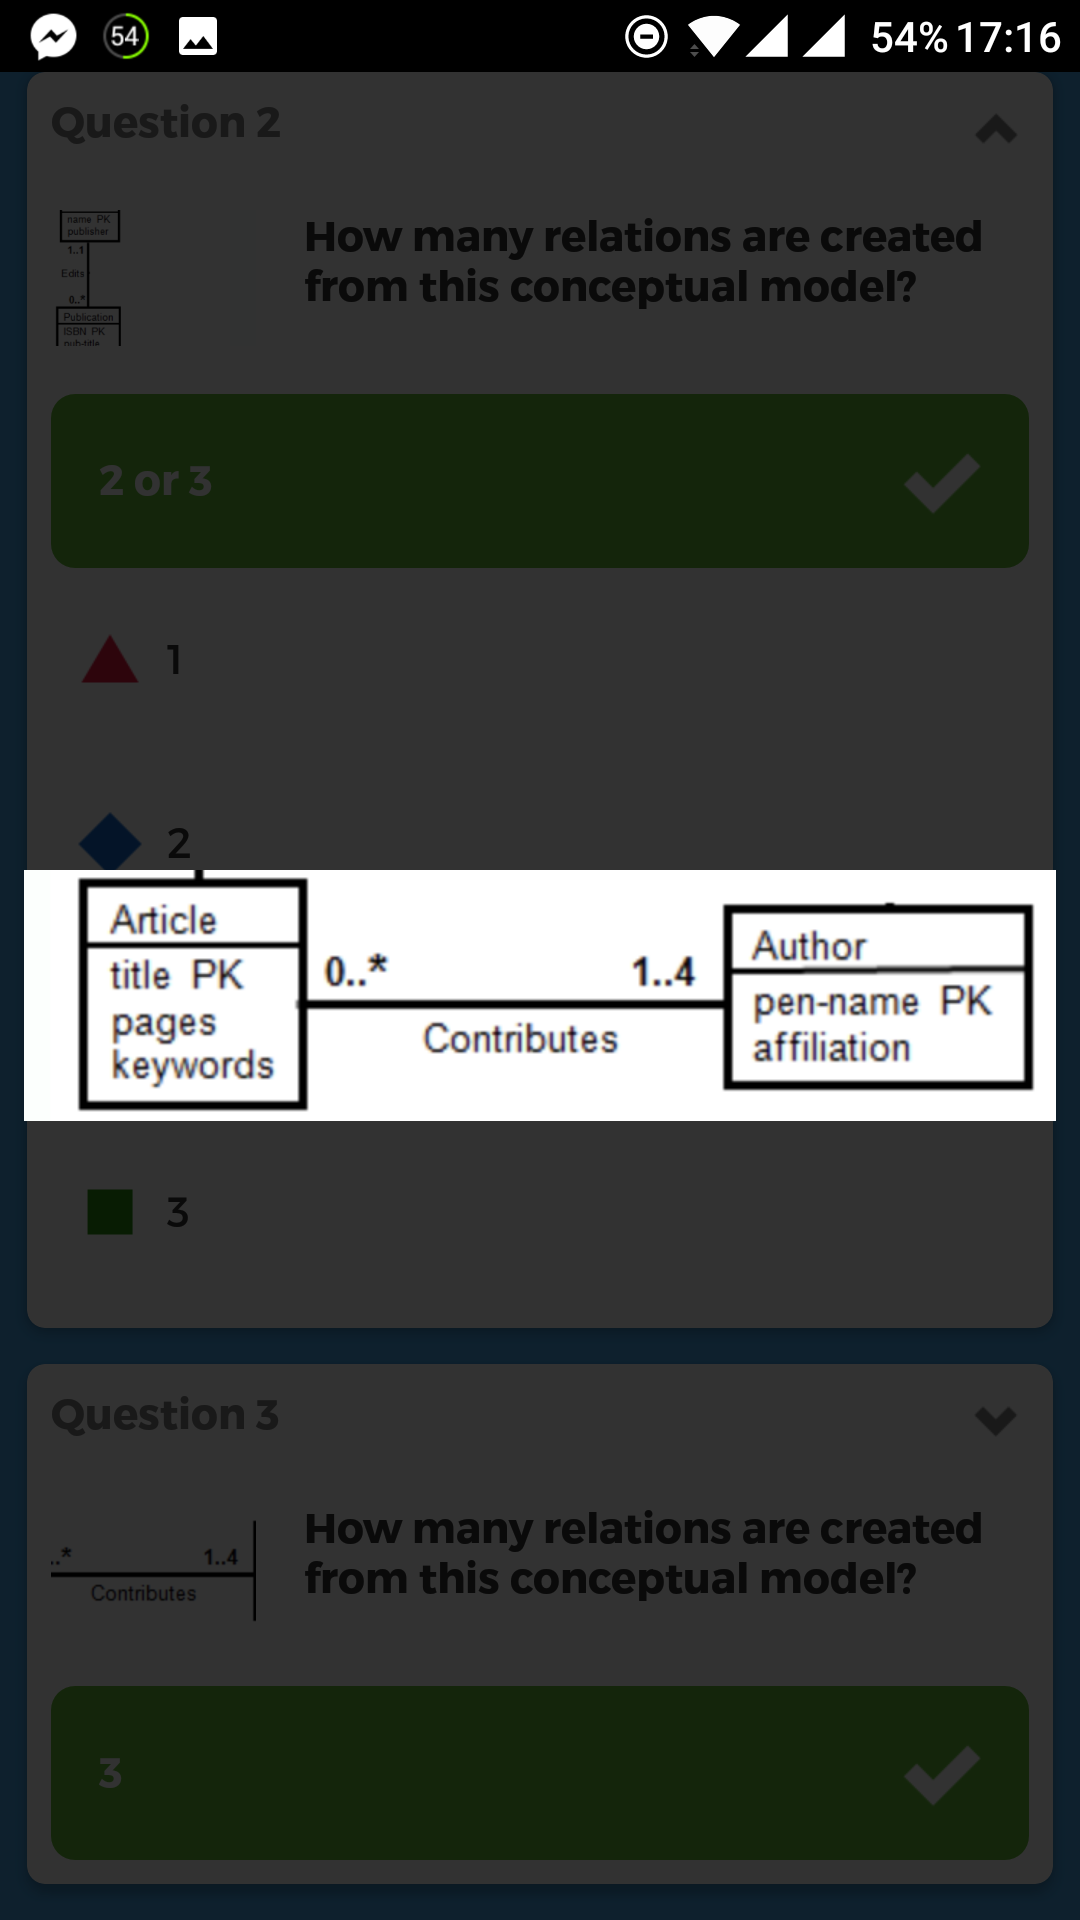 54
54% 17:16
Question 2
name PK
publisher
1..1
Edits
0..*
Publication
ISBN PK
pub-title
How many relations are created
from this conceptual model?
2 or 3
1
2
Article
title PK
pages
keywords
0..*
1..4
Contributes
Author
pen-name PK
affiliation
3
Question 3
..*
1..4
Contributes
How many relations are created
from this conceptual model?
3